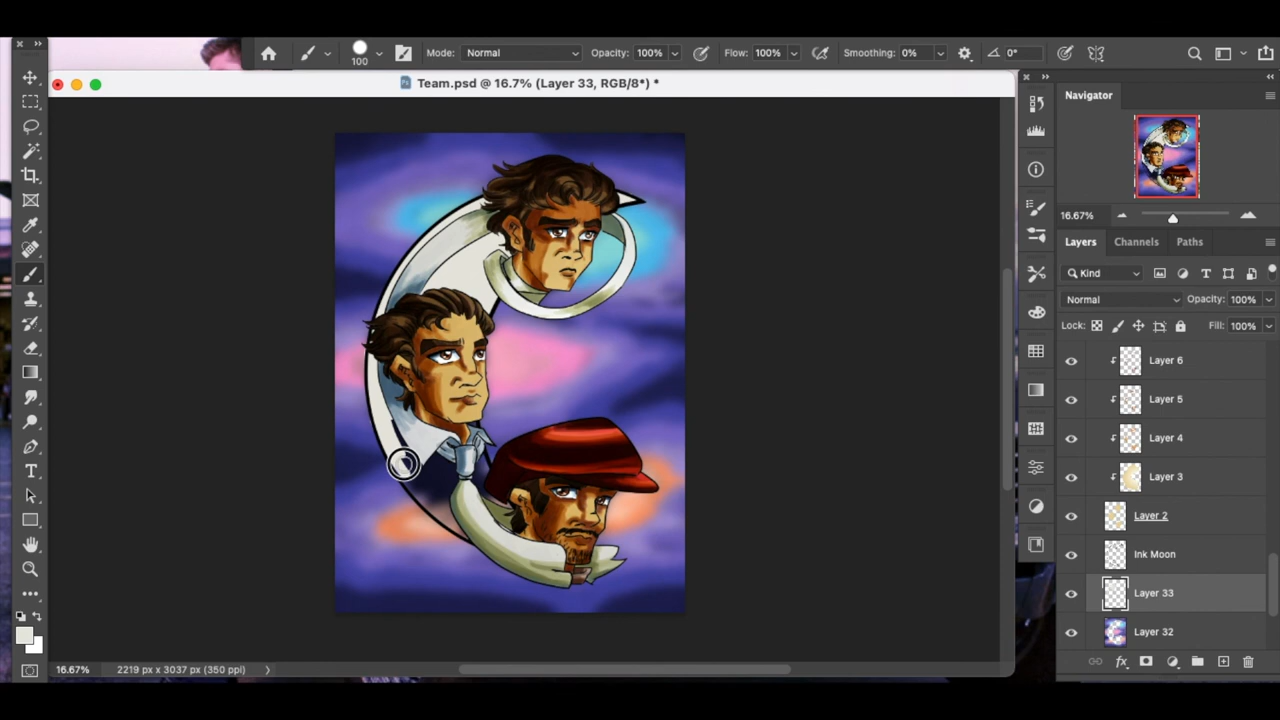 100
Mode: Normal Opacity: 100% Flow: 100% Smoothing: 0% 0°
Team.psd @ 16.7% (Layer 33, RGB/8*) *
Navigator
16.67%
Layers Channels Paths
Kind
Normal Opacity: 100%
Lock: Fill: 100%
Layer 6
Layer 5
Layer 4
Layer 3
Layer 2
Ink Moon
Layer 33
Layer 32
fx
16.67% 2219 px x 3037 px (350 ppi)